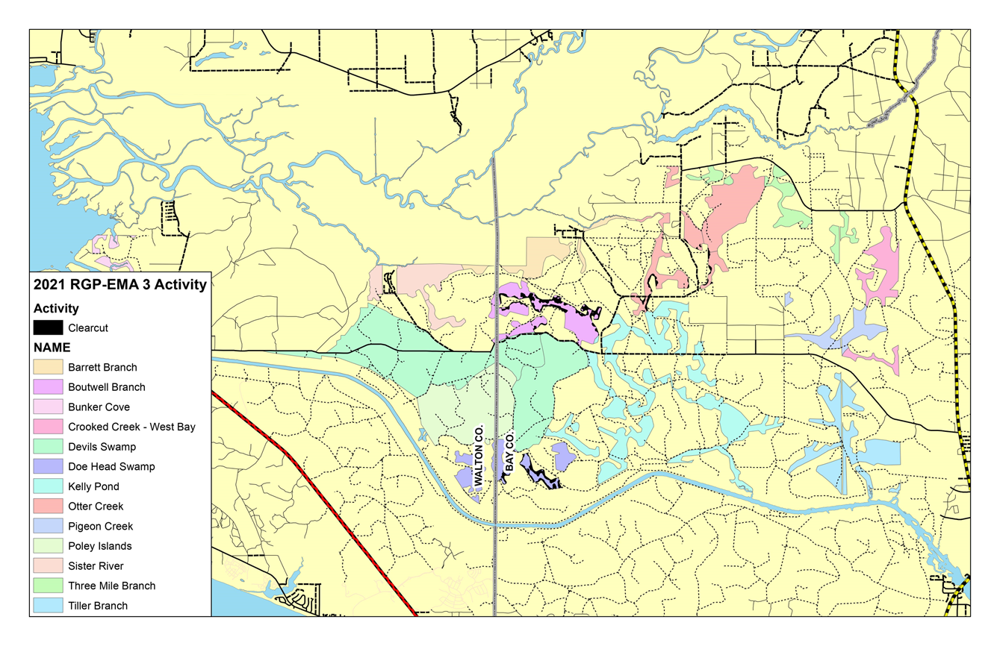 2021 RGP-EMA 3 Activity
Activity
Clearcut
NAME
Barrett Branch
Boutwell Branch
Bunker Cove
Crooked Creek - West Bay
Devils Swamp
Doe Head Swamp
Kelly Pond
Otter Creek
Pigeon Creek
Poley Islands
Sister River
Three Mile Branch
Tiller Branch
WALTON CO.
BAY CO.